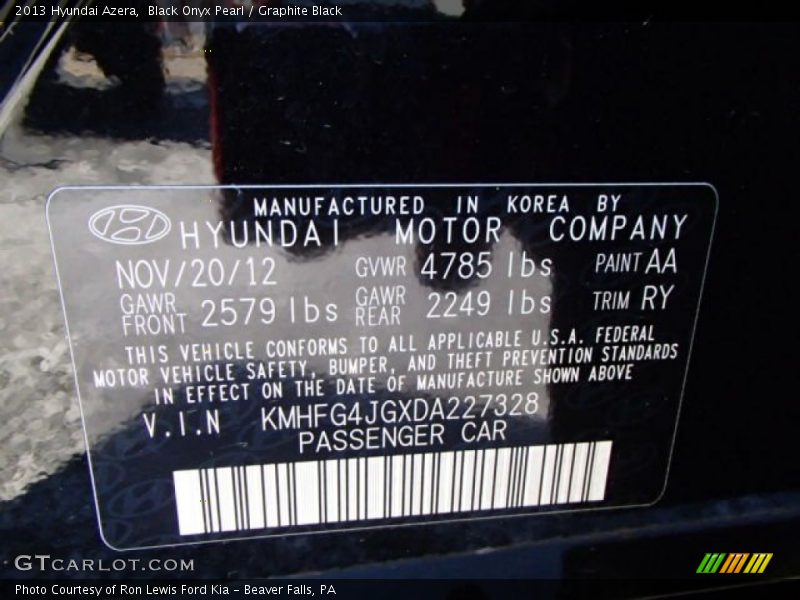 2013 Hyundai Azera, Black Onyx Pearl / Graphite Black
MANUFACTURED IN KOREA BY
HYUNDAI MOTOR COMPANY
NOV/20/12 GVWR 4785 lbs PAINT AA
GAWR FRONT 2579 lbs GAWR REAR 2249 lbs TRIM RY
THIS VEHICLE CONFORMS TO ALL APPLICABLE U.S.A. FEDERAL
MOTOR VEHICLE SAFETY, BUMPER, AND THEFT PREVENTION STANDARDS
IN EFFECT ON THE DATE OF MANUFACTURE SHOWN ABOVE
V.I.N KMHFG4JGXDA227328
PASSENGER CAR
GTCARLOT.COM
Photo Courtesy of Ron Lewis Ford Kia - Beaver Falls, PA